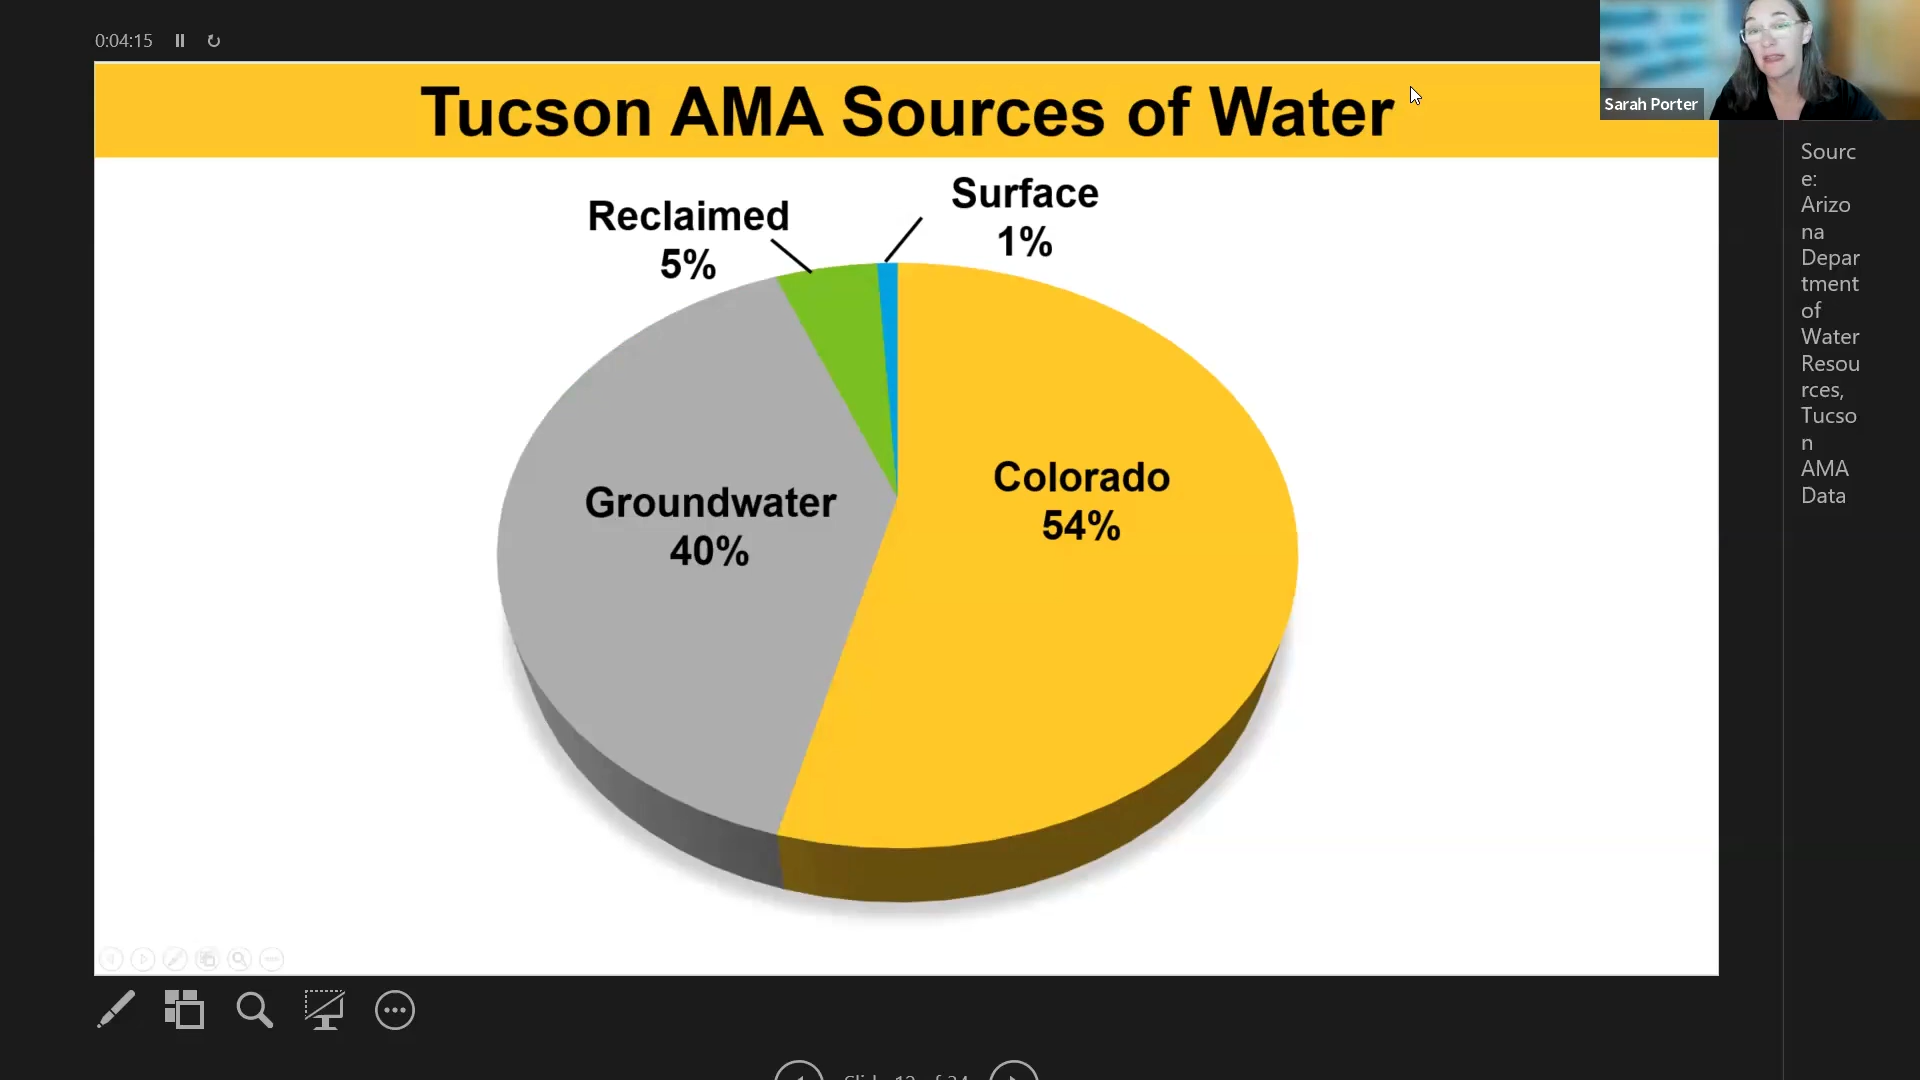 0:04:15
Tucson AMA Sources of Water
Sarah Porter
Reclaimed
5%
Surface
1%
Groundwater
40%
Colorado
54%
Sourc
e:
Arizo
na
Depar
tment
of
Water
Resou
rces,
Tucso
n
AMA
Data